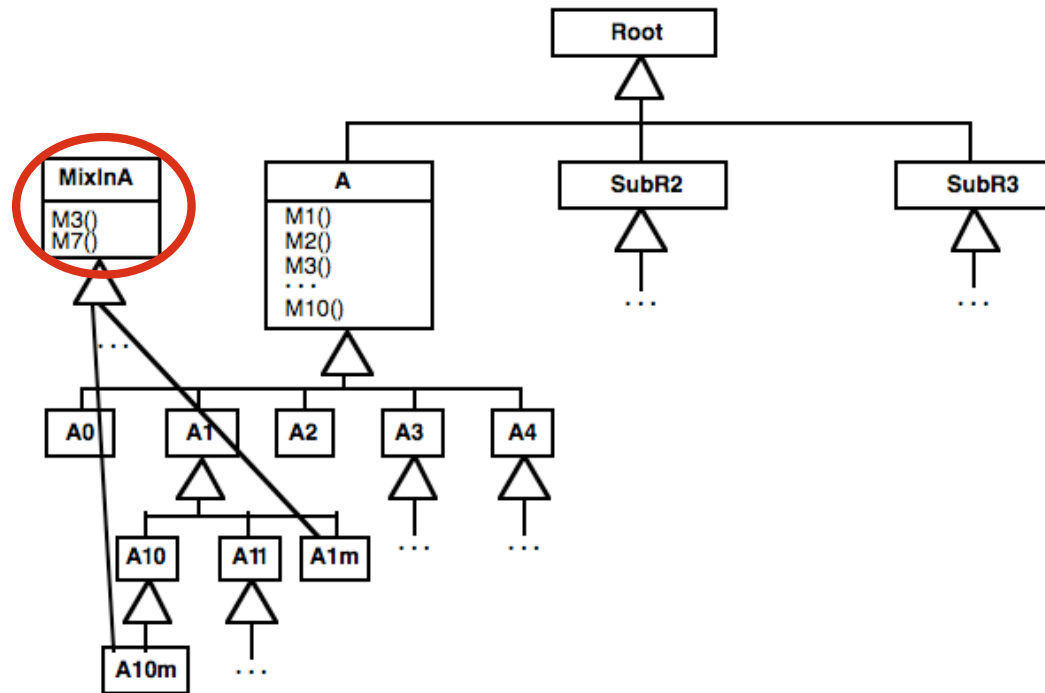 Root
MixInA
M3()
M7()
A
M1()
M2()
M3()
...
M10()
SubR2
SubR3
...
...
...
A0
A1
A2
A3
A4
A10
A11
A1m
...
...
A10m
...